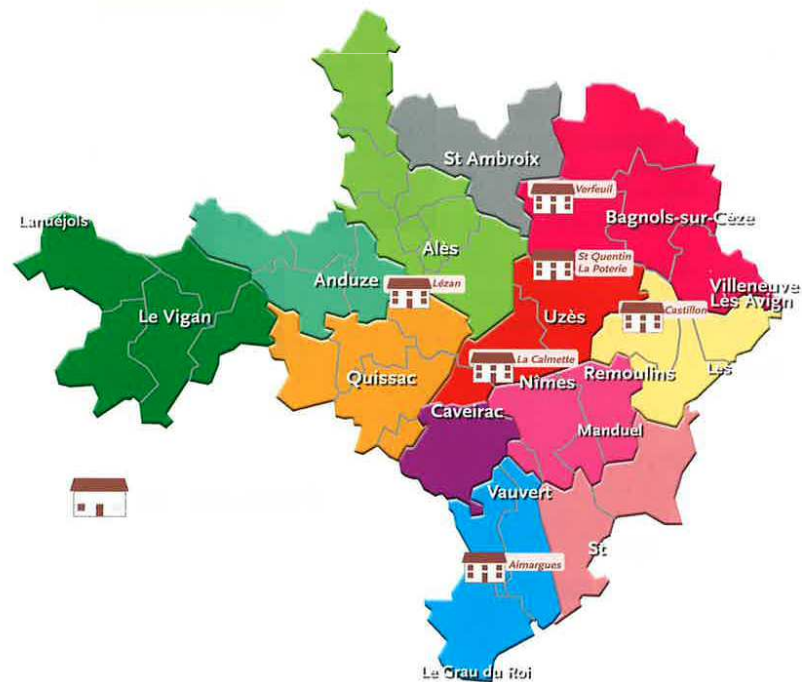 St Ambroix
Verfeuil
Bagnols-sur-Cèze
Lanuéjols
Alès
St Quentin
La Poterie
Anduze
Lézan
Villeneuve
Lès Avign
Le Vigan
Uzès
Castillon
La Calmette
Les
Quissac
Nîmes
Remoulins
Caveirac
Manduel
Vauvert
St
Aimargues
Le Grau du Roi